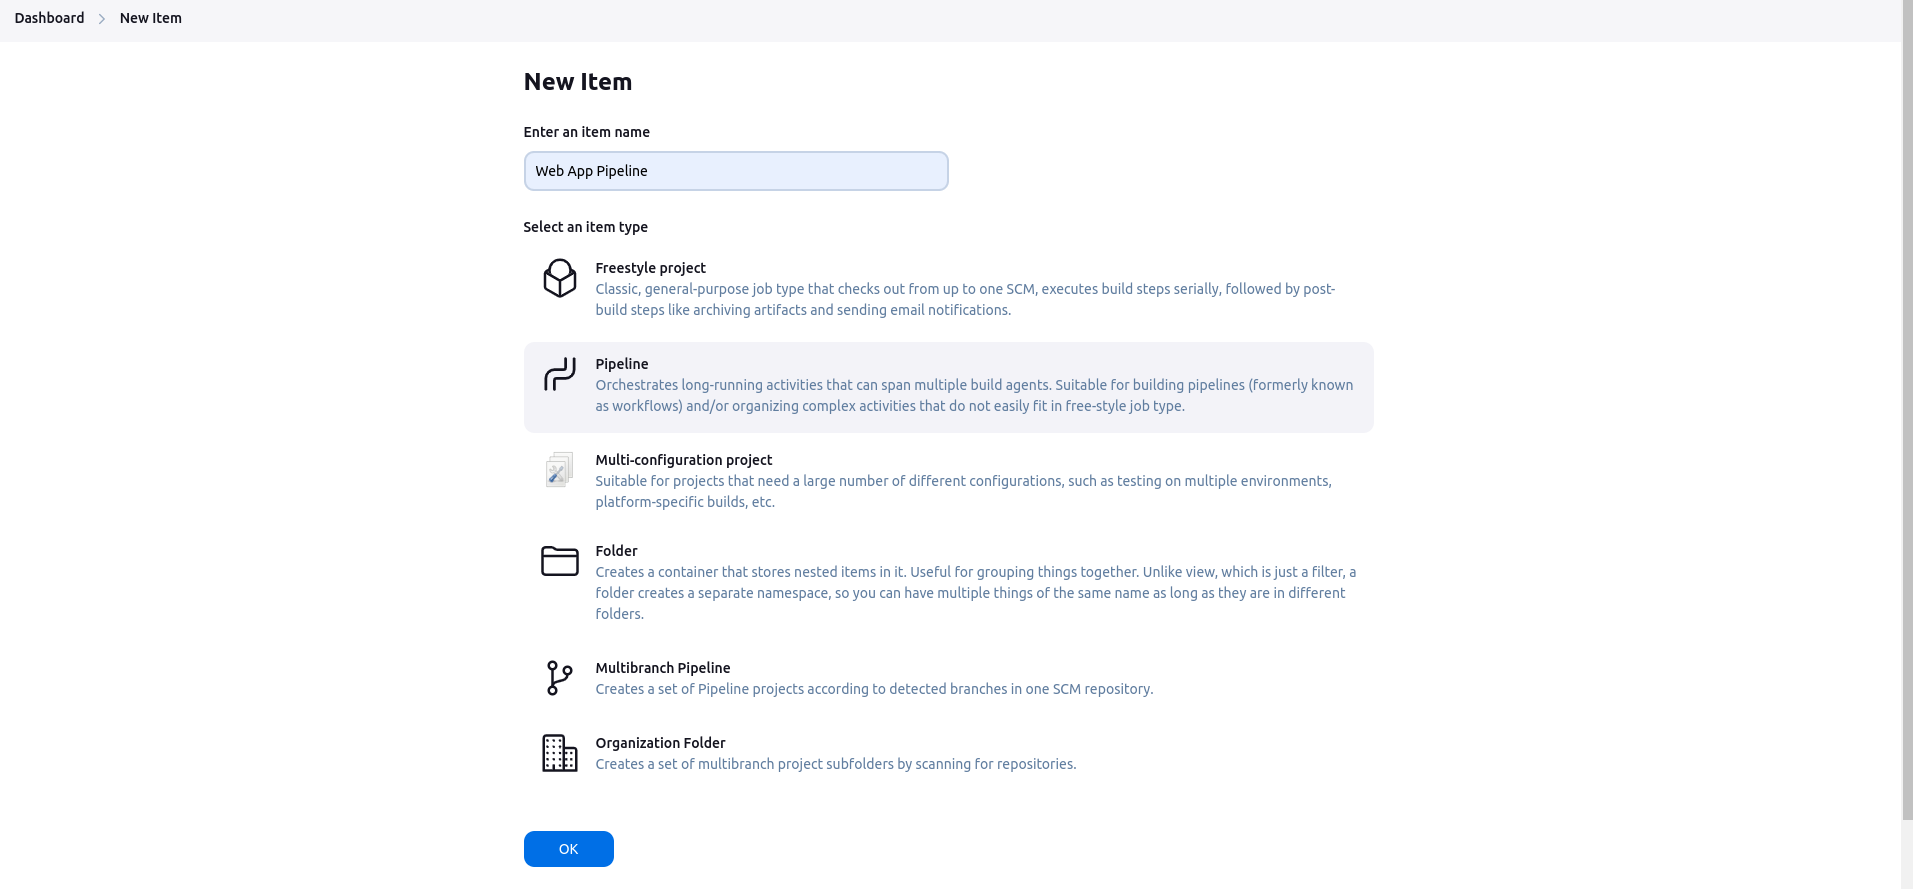 Dashboard > New Item
New Item
Enter an item name
Web App Pipeline
Select an item type
Freestyle project
Classic, general-purpose job type that checks out from up to one SCM, executes build steps serially, followed by post-
build steps like archiving artifacts and sending email notifications.
Pipeline
Orchestrates long-running activities that can span multiple build agents. Suitable for building pipelines (formerly known
as workflows) and/or organizing complex activities that do not easily fit in free-style job type.
Multi-configuration project
Suitable for projects that need a large number of different configurations, such as testing on multiple environments,
platform-specific builds, etc.
Folder
Creates a container that stores nested items in it. Useful for grouping things together. Unlike view, which is just a filter, a
folder creates a separate namespace, so you can have multiple things of the same name as long as they are in different
folders.
Multibranch Pipeline
Creates a set of Pipeline projects according to detected branches in one SCM repository.
Organization Folder
Creates a set of multibranch project subfolders by scanning for repositories.
OK